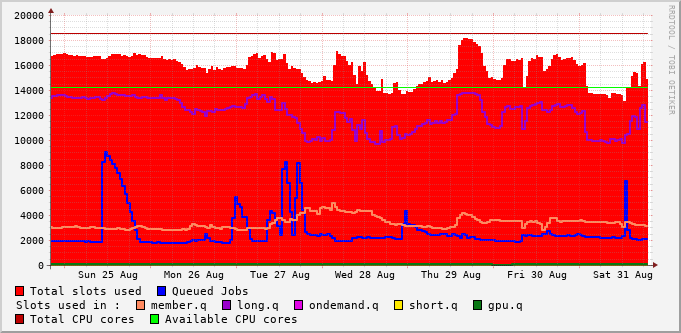 20000
18000
16000
14000
12000
10000
8000
6000
4000
2000
0
Sun 25 Aug Mon 26 Aug Tue 27 Aug Wed 28 Aug Thu 29 Aug Fri 30 Aug Sat 31 Aug
RRDTOOL / TOBI OETIKER
Total slots used Queued Jobs
Slots used in : member.q long.q ondemand.q short.q gpu.q
Total CPU cores Available CPU cores